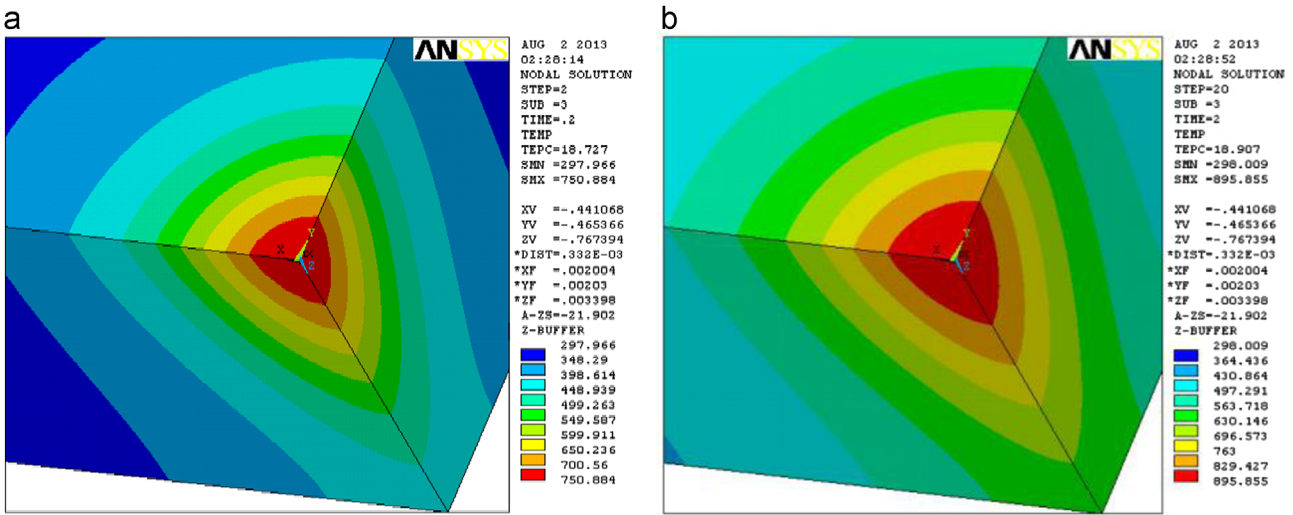 a
ANSYS
AUG 2 2013
02:28:14
NODAL SOLUTION
STEP=2
SUB =3
TIME=.2
TEMP
TEPC=18.727
SMN =297.966
SMX =750.884
XV =-.441068
YV =-.465366
ZV =-.767394
*DIST=.332E-03
*XF =.002004
*YF =.00203
*ZF =.003398
A-ZS=-21.902
Z-BUFFER
297.966
348.29
398.614
448.939
499.263
549.587
599.911
650.236
700.56
750.884
X
Y
Z
b
ANSYS
AUG 2 2013
02:28:52
NODAL SOLUTION
STEP=20
SUB =3
TIME=2
TEMP
TEPC=18.907
SMN =298.009
SMX =895.855
XV =-.441068
YV =-.465366
ZV =-.767394
*DIST=.332E-03
*XF =.002004
*YF =.00203
*ZF =.003398
A-ZS=-21.902
Z-BUFFER
298.009
364.436
430.864
497.291
563.718
630.146
696.573
763
829.427
895.855
X
Y
Z